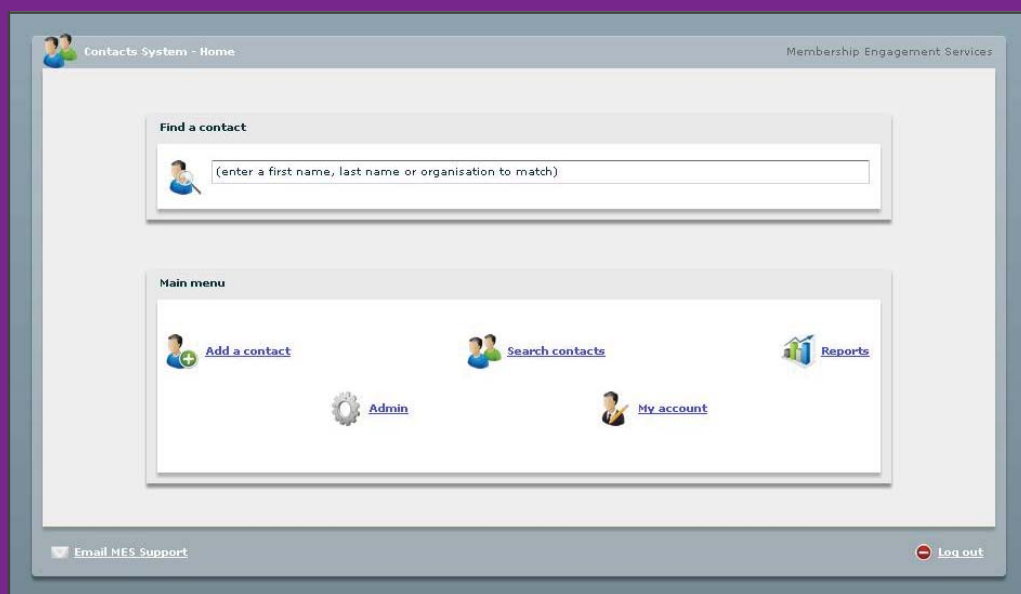 Contacts System - Home
Membership Engagement Services
Find a contact
(enter a first name, last name or organisation to match)
Main menu
Add a contact
Search contacts
Reports
Admin
My account
Email MES Support
Log out